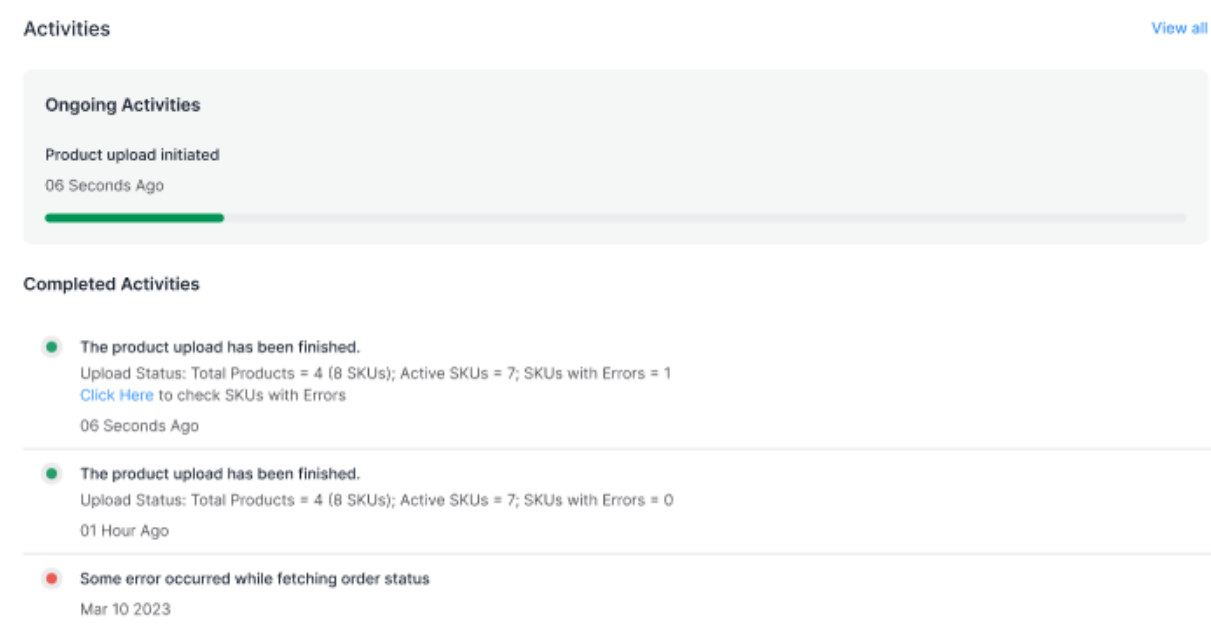 Activities
View all
Ongoing Activities
Product upload initiated
06 Seconds Ago
Completed Activities
The product upload has been finished.
Upload Status: Total Products = 4 (8 SKUs); Active SKUs = 7; SKUs with Errors = 1
Click Here to check SKUs with Errors
06 Seconds Ago
The product upload has been finished.
Upload Status: Total Products = 4 (8 SKUs); Active SKUs = 7; SKUs with Errors = 0
01 Hour Ago
Some error occurred while fetching order status
Mar 10 2023